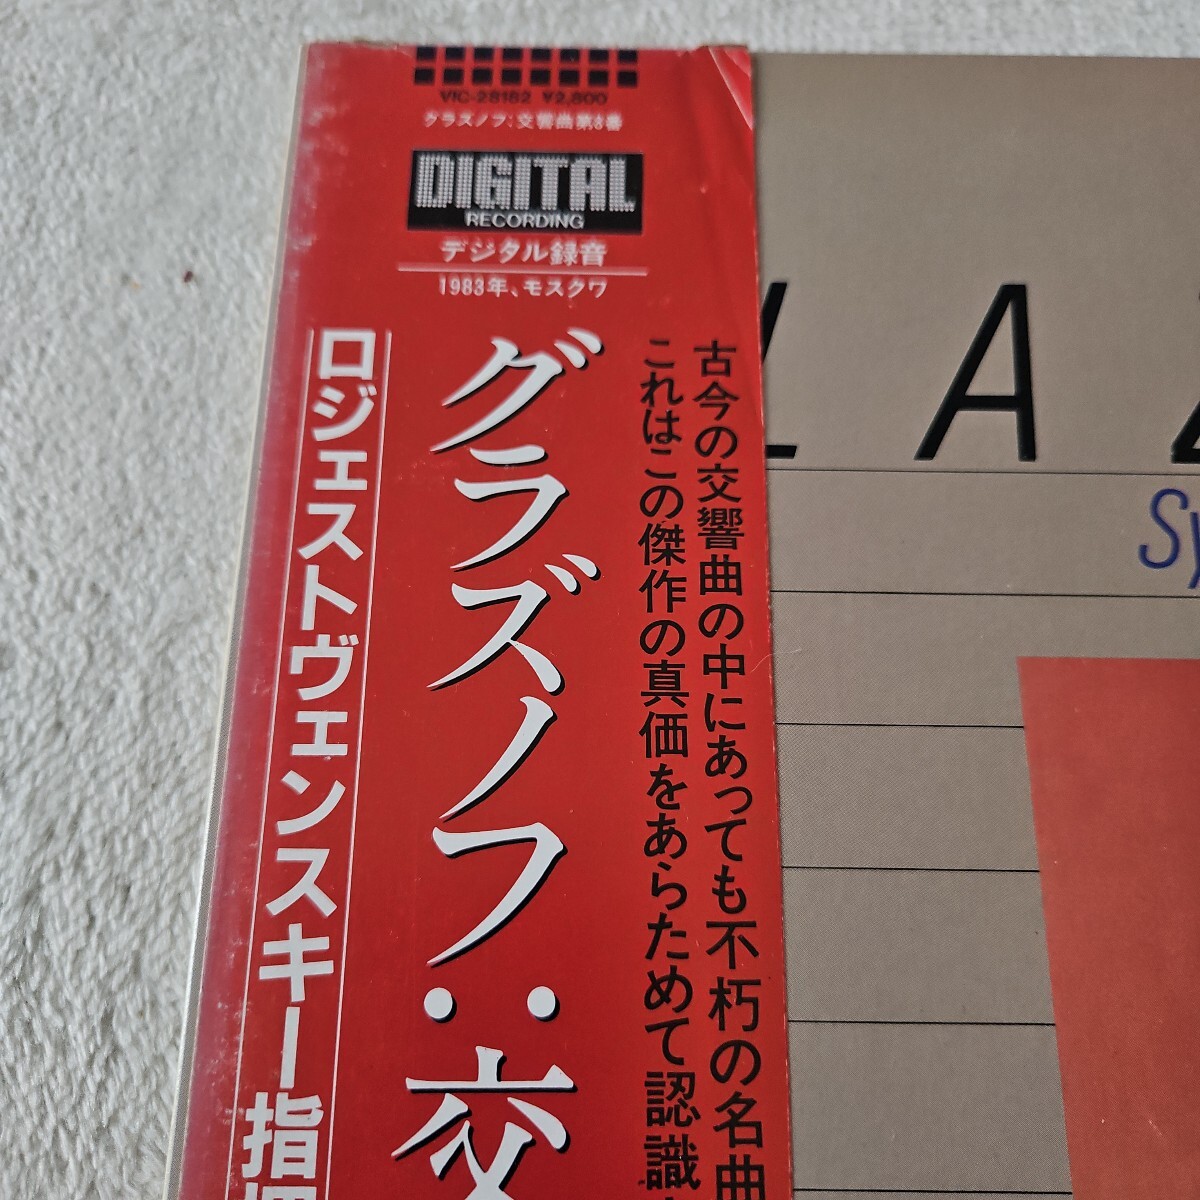 VIC-28182 ¥2,800
グラズノフ:交響曲第8番
DIGITAL
RECORDING
デジタル録音
1983年、モスクワ
古今の交響曲の中にあっても不朽の名曲
これはこの傑作の真価をあらためて認識
グラズノフ:交
ロジェストヴェンスキー指揮
LAZ
Sy